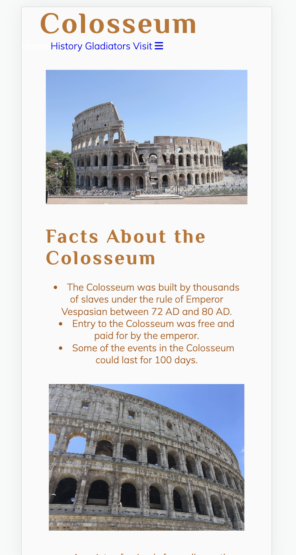 Colosseum
History Gladiators Visit
Facts About the
Colosseum
• The Colosseum was built by thousands
of slaves under the rule of Emperor
Vespasian between 72 AD and 80 AD.
• Entry to the Colosseum was free and
paid for by the emperor.
• Some of the events in the Colosseum
could last for 100 days.